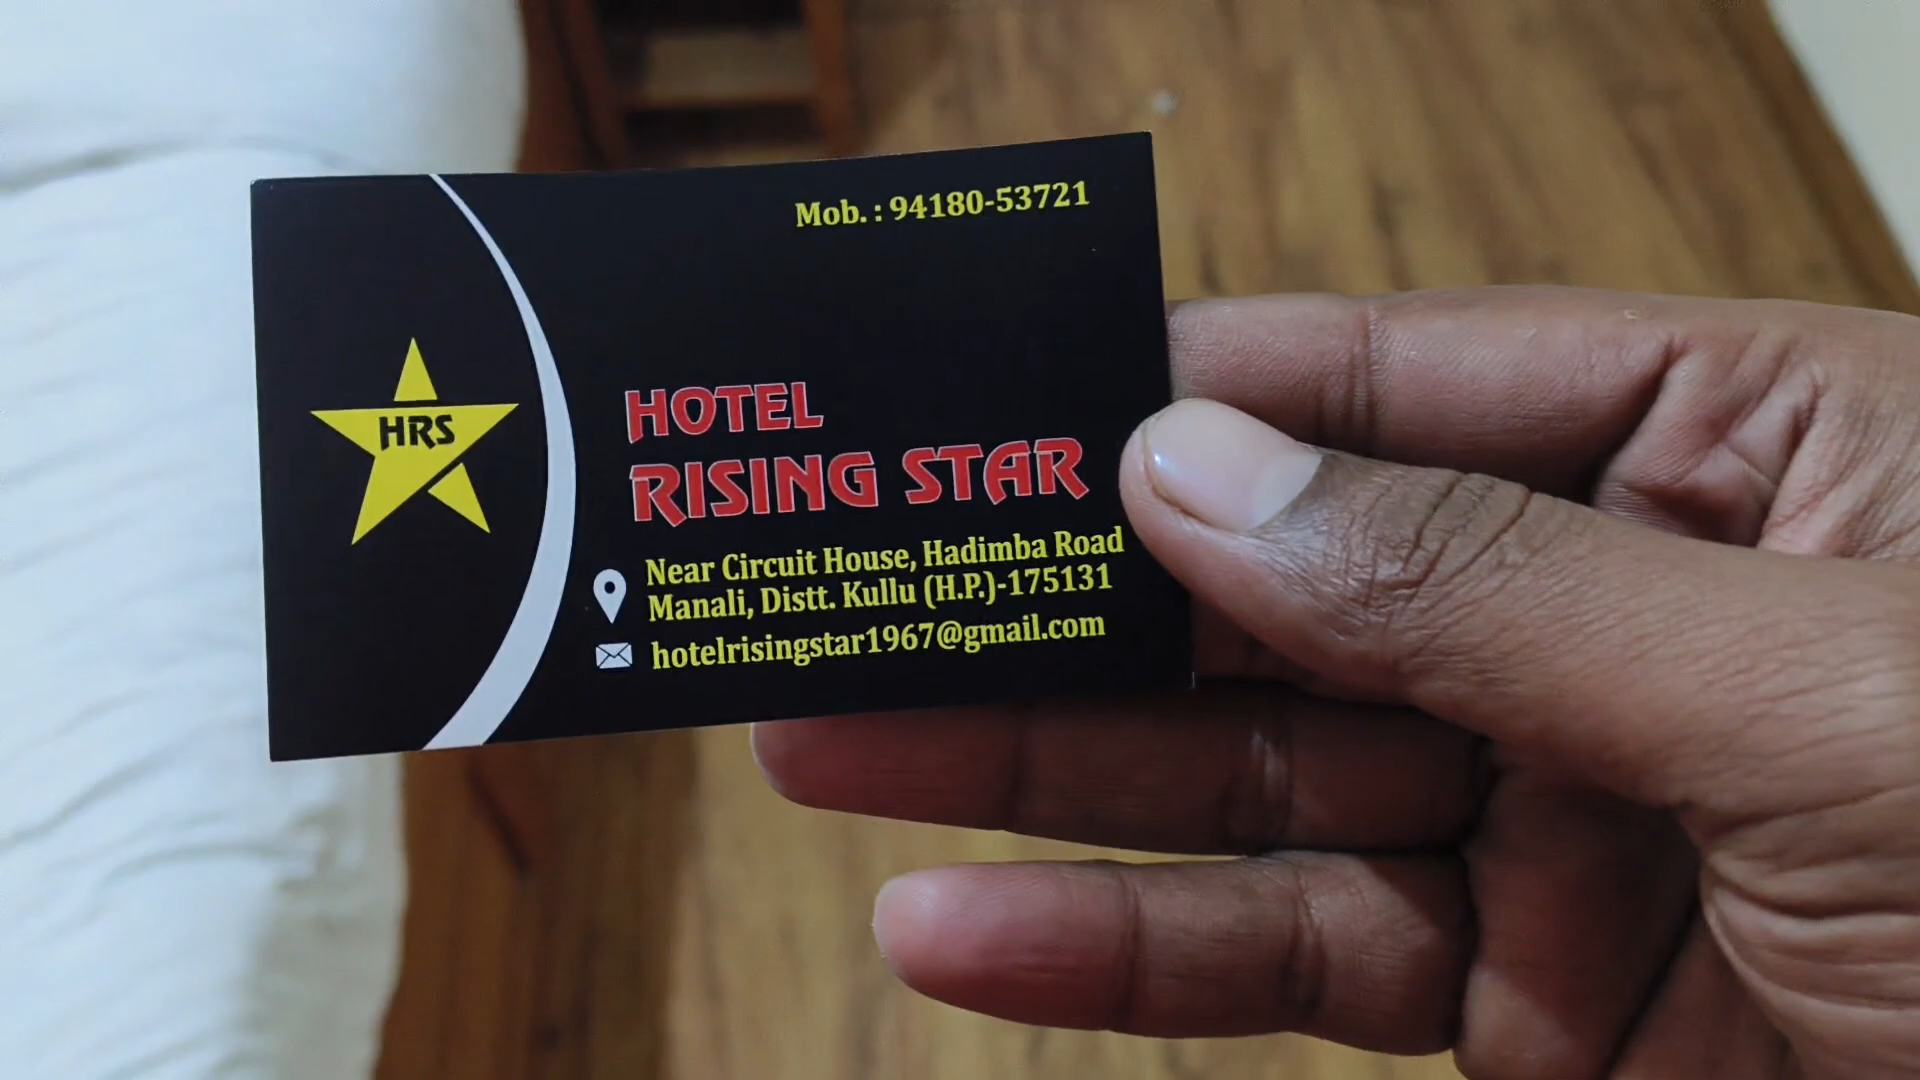 Mob. : 94180-53721
HRS
HOTEL
RISING STAR
Near Circuit House, Hadimba Road
Manali, Distt. Kullu (H.P.)-175131
hotelrisingstar1967@gmail.com